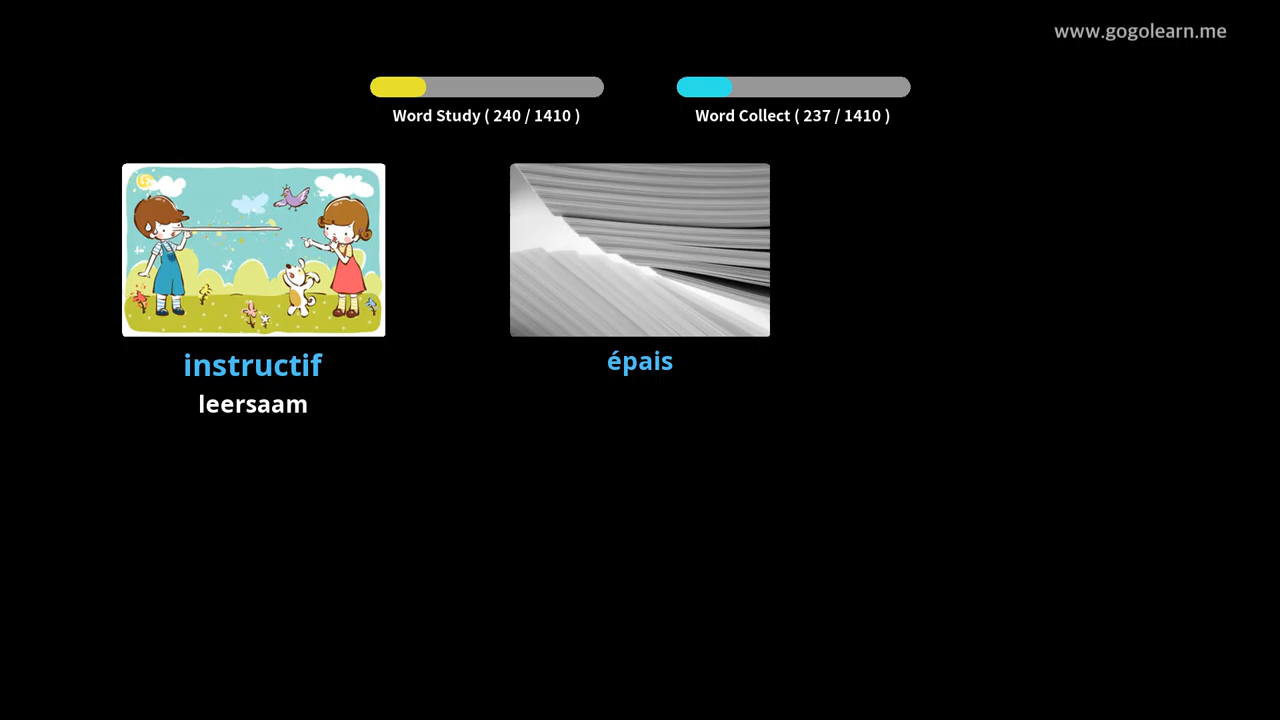 www.gogolearn.me
Word Study ( 240 / 1410 )
Word Collect ( 237 / 1410 )
instructif
leersaam
épais